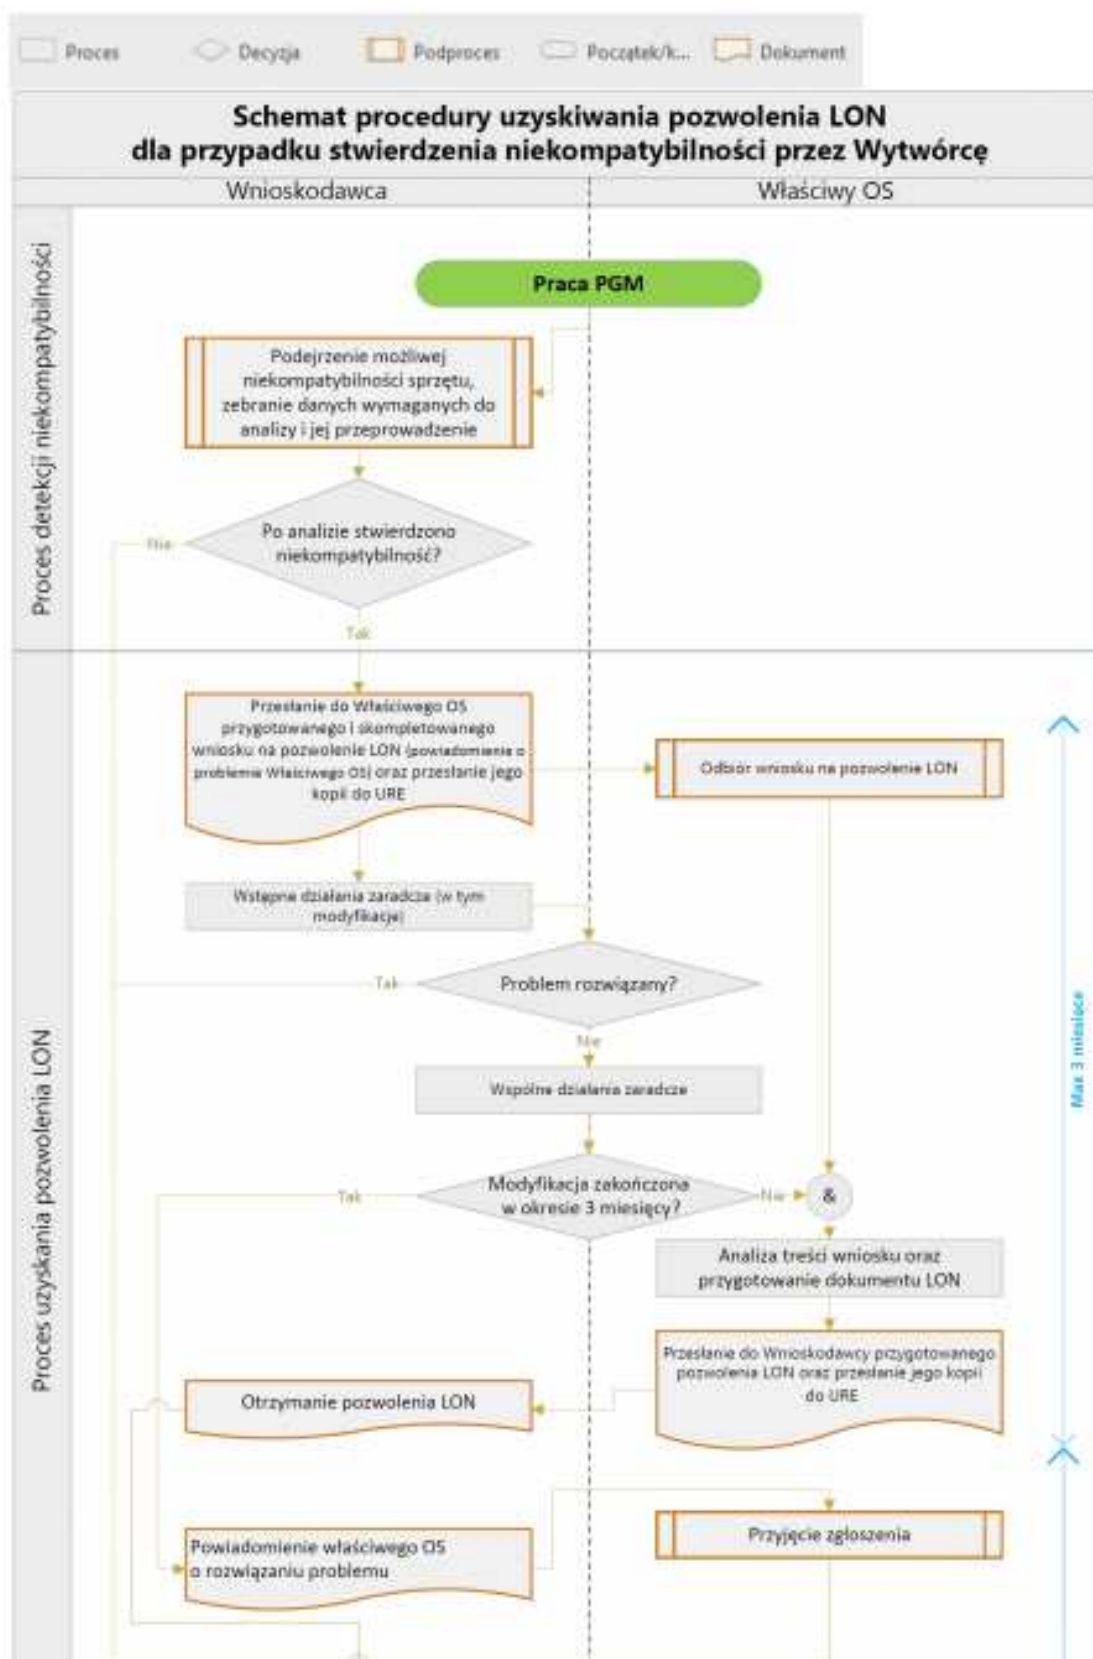 Proces
Decyzja
Podproces
Początek/k...
Dokument
Schemat procedury uzyskiwania pozwolenia LON
dla przypadku stwierdzenia niekompatybilności przez Wytwórcę
Wnioskodawca
Właściwy OS
Proces detekcji niekompatybilności
Praca PGM
Podejrzenie możliwej
niekompatybilności sprzętu,
zebranie danych wymaganych do
analizy i jej przeprowadzenie
Po analizie stwierdzono
niekompatybilność?
Nie
Tak
Proces uzyskania pozwolenia LON
Przesłanie do Właściwego OS
przygotowanego i skompletowanego
wniosku na pozwolenie LON (powiadomienie o
problemie Właściwego OS) oraz przesłanie jego
kopii do URE
Odbiór wniosku na pozwolenie LON
Wstępne działania zaradcze (w tym
modyfikacje)
Problem rozwiązany?
Tak
Nie
Wspólne działania zaradcze
Modyfikacja zakończona
w okresie 3 miesięcy?
Tak
Nie
&
Max 3 miesiące
Analiza treści wniosku oraz
przygotowanie dokumentu LON
Przesłanie do Wnioskodawcy przygotowanego
pozwolenia LON oraz przesłanie jego kopii
do URE
Otrzymanie pozwolenia LON
Powiadomienie właściwego OS
o rozwiązaniu problemu
Przyjęcie zgłoszenia